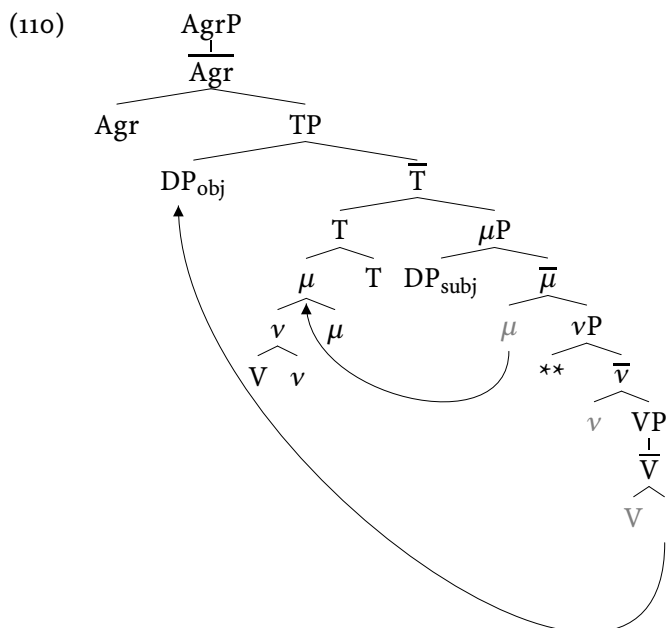 (110) AgrP
Agr
Agr TP
DPobj T
T μP
μ T DPsubj μ
ν μ μ νP
V ν ** ν
ν VP
V
V